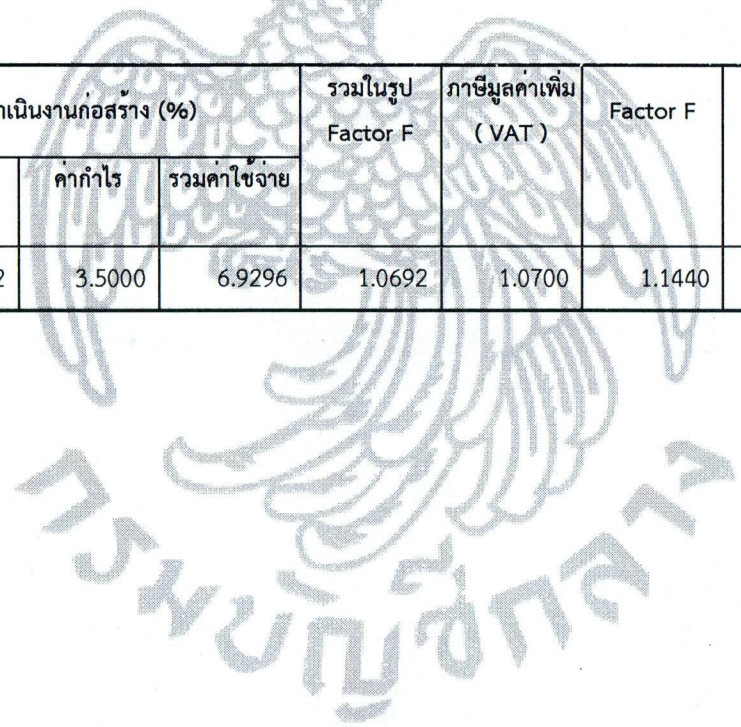 ำเนินงานก่อสร้าง (%)
รวมในรูป
Factor F
ภาษีมูลค่าเพิ่ม
( VAT )
Factor F
ค่ากำไร
รวมค่าใช้จ่าย
2
3.5000
6.9296
1.0692
1.0700
1.1440
กรมบัญชีกลาง